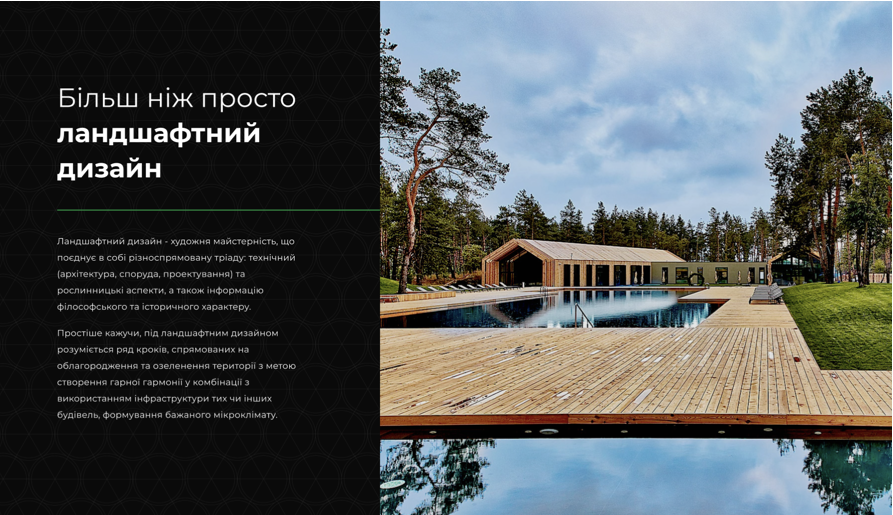 Більш ніж просто
ландшафтний
дизайн
Ландшафтний дизайн - художня майстерність, що
поєднує в собі різноспрямовану тріаду: технічний
(архітектура, споруда, проектування) та
рослинницькі аспекти, а також інформацію
філософського та історичного характеру.
Простіше кажучи, під ландшафтним дизайном
розуміється ряд кроків, спрямованих на
облагородження та озеленення території з метою
створення гарної гармонії у комбінації з
використанням інфраструктури тих чи інших
будівель, формування бажаного мікроклімату.